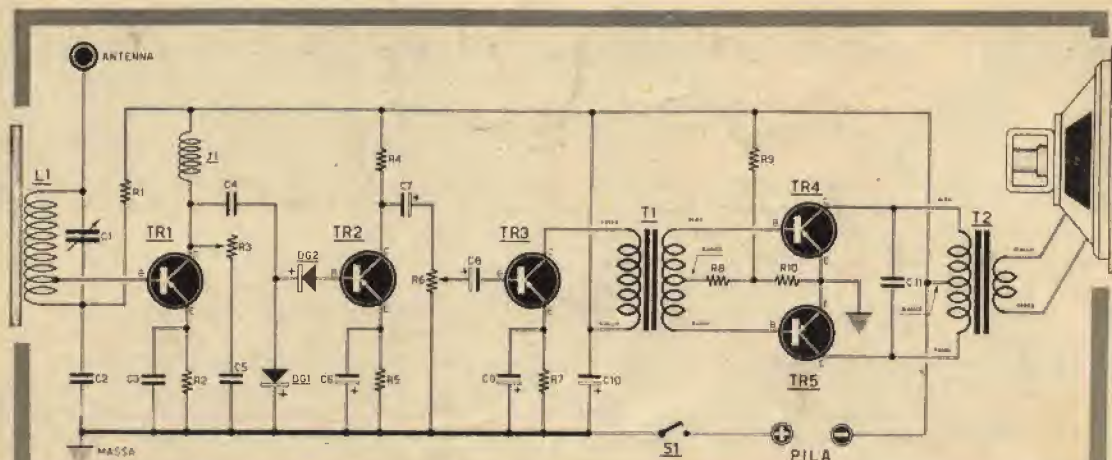 ANTENNA
L1
C1
R1
J1
C4
TR1
R3
B
C
E
C2
C3
R2
C5
DG2
DG1
R4
C7
TR2
B
C
E
C6
R5
R6
C8
TR3
B
C
E
C9
R7
C10
T1
R8
R9
R10
TR4
B
C
E
TR5
B
E
C
C11
T2
S1
PILA
MASSA